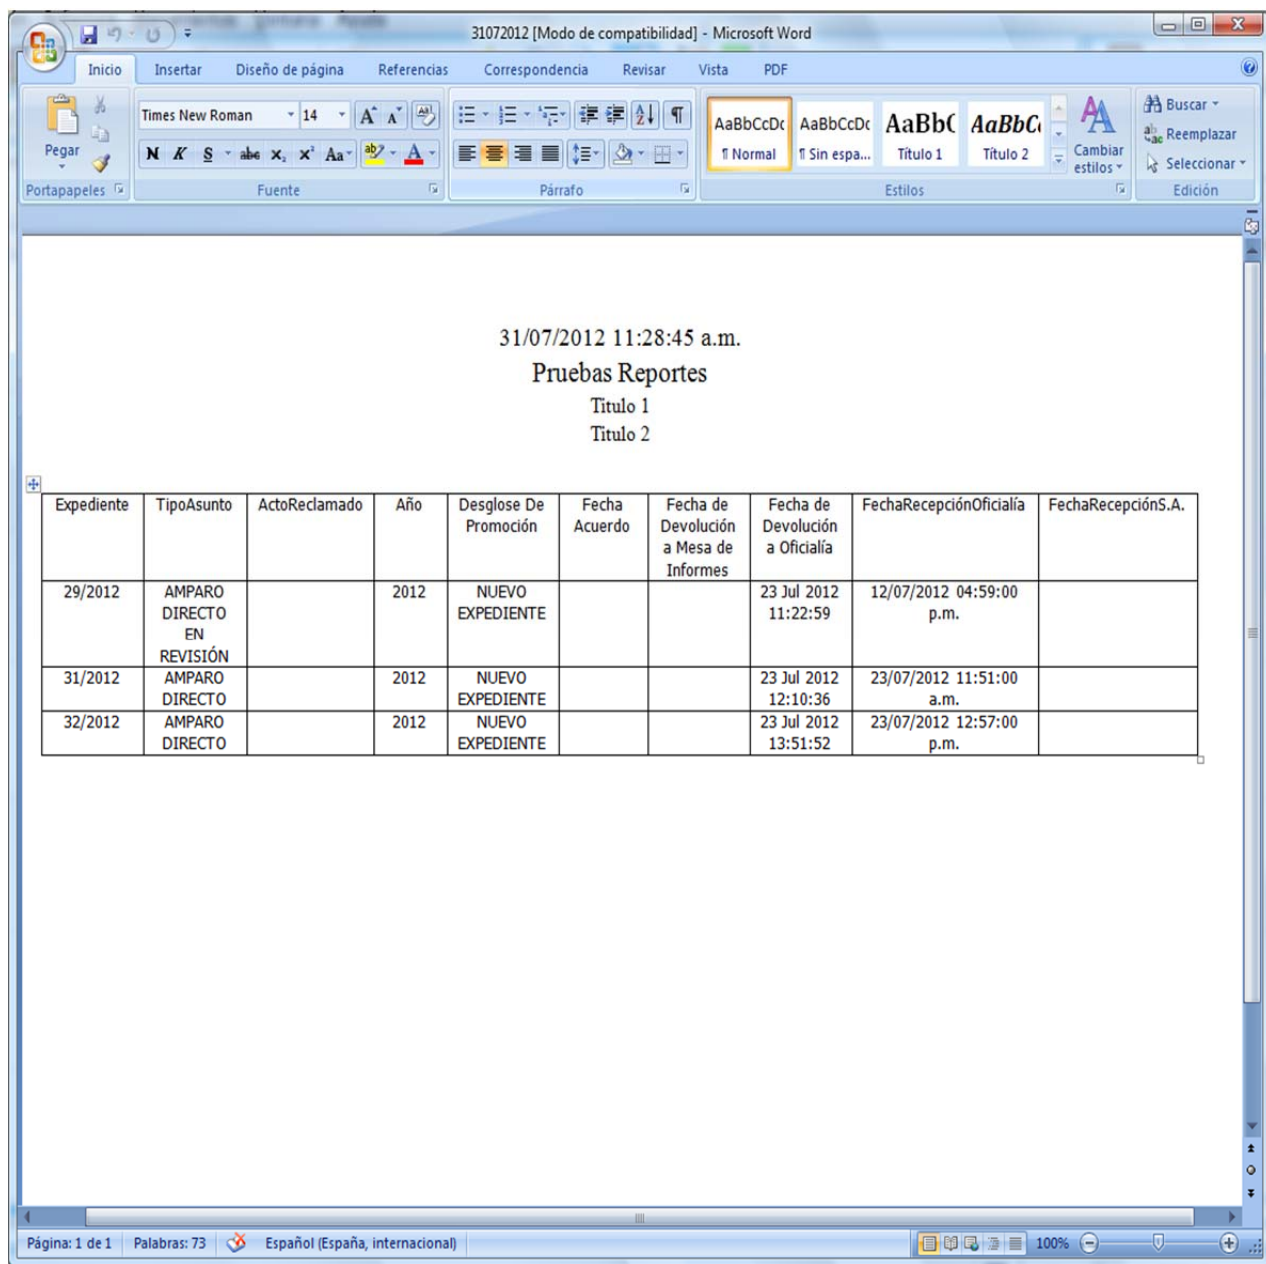 31072012 [Modo de compatibilidad] - Microsoft Word
Inicio Insertar Diseño de página Referencias Correspondencia Revisar Vista PDF
Pegar
Portapapeles
Times New Roman 14
N K S abe x₂ x² Aa
Fuente
Párrafo
AaBbCcDc AaBbCcDc AaBbC AaBbC
¶ Normal ¶ Sin espa... Título 1 Título 2
Cambiar
estilos
Estilos
Buscar
Reemplazar
Seleccionar
Edición
31/07/2012 11:28:45 a.m.
Pruebas Reportes
Titulo 1
Titulo 2
Expediente TipoAsunto ActoReclamado Año Desglose De Fecha Fecha de Fecha de FechaRecepciónOficialía FechaRecepciónS.A.
Promoción Acuerdo Devolución Devolución
a Mesa de a Oficialía
Informes
29/2012 AMPARO 2012 NUEVO 23 Jul 2012 12/07/2012 04:59:00
DIRECTO EXPEDIENTE 11:22:59 p.m.
EN
REVISIÓN
31/2012 AMPARO 2012 NUEVO 23 Jul 2012 23/07/2012 11:51:00
DIRECTO EXPEDIENTE 12:10:36 a.m.
32/2012 AMPARO 2012 NUEVO 23 Jul 2012 23/07/2012 12:57:00
DIRECTO EXPEDIENTE 13:51:52 p.m.
Página: 1 de 1 Palabras: 73 Español (España, internacional) 100%